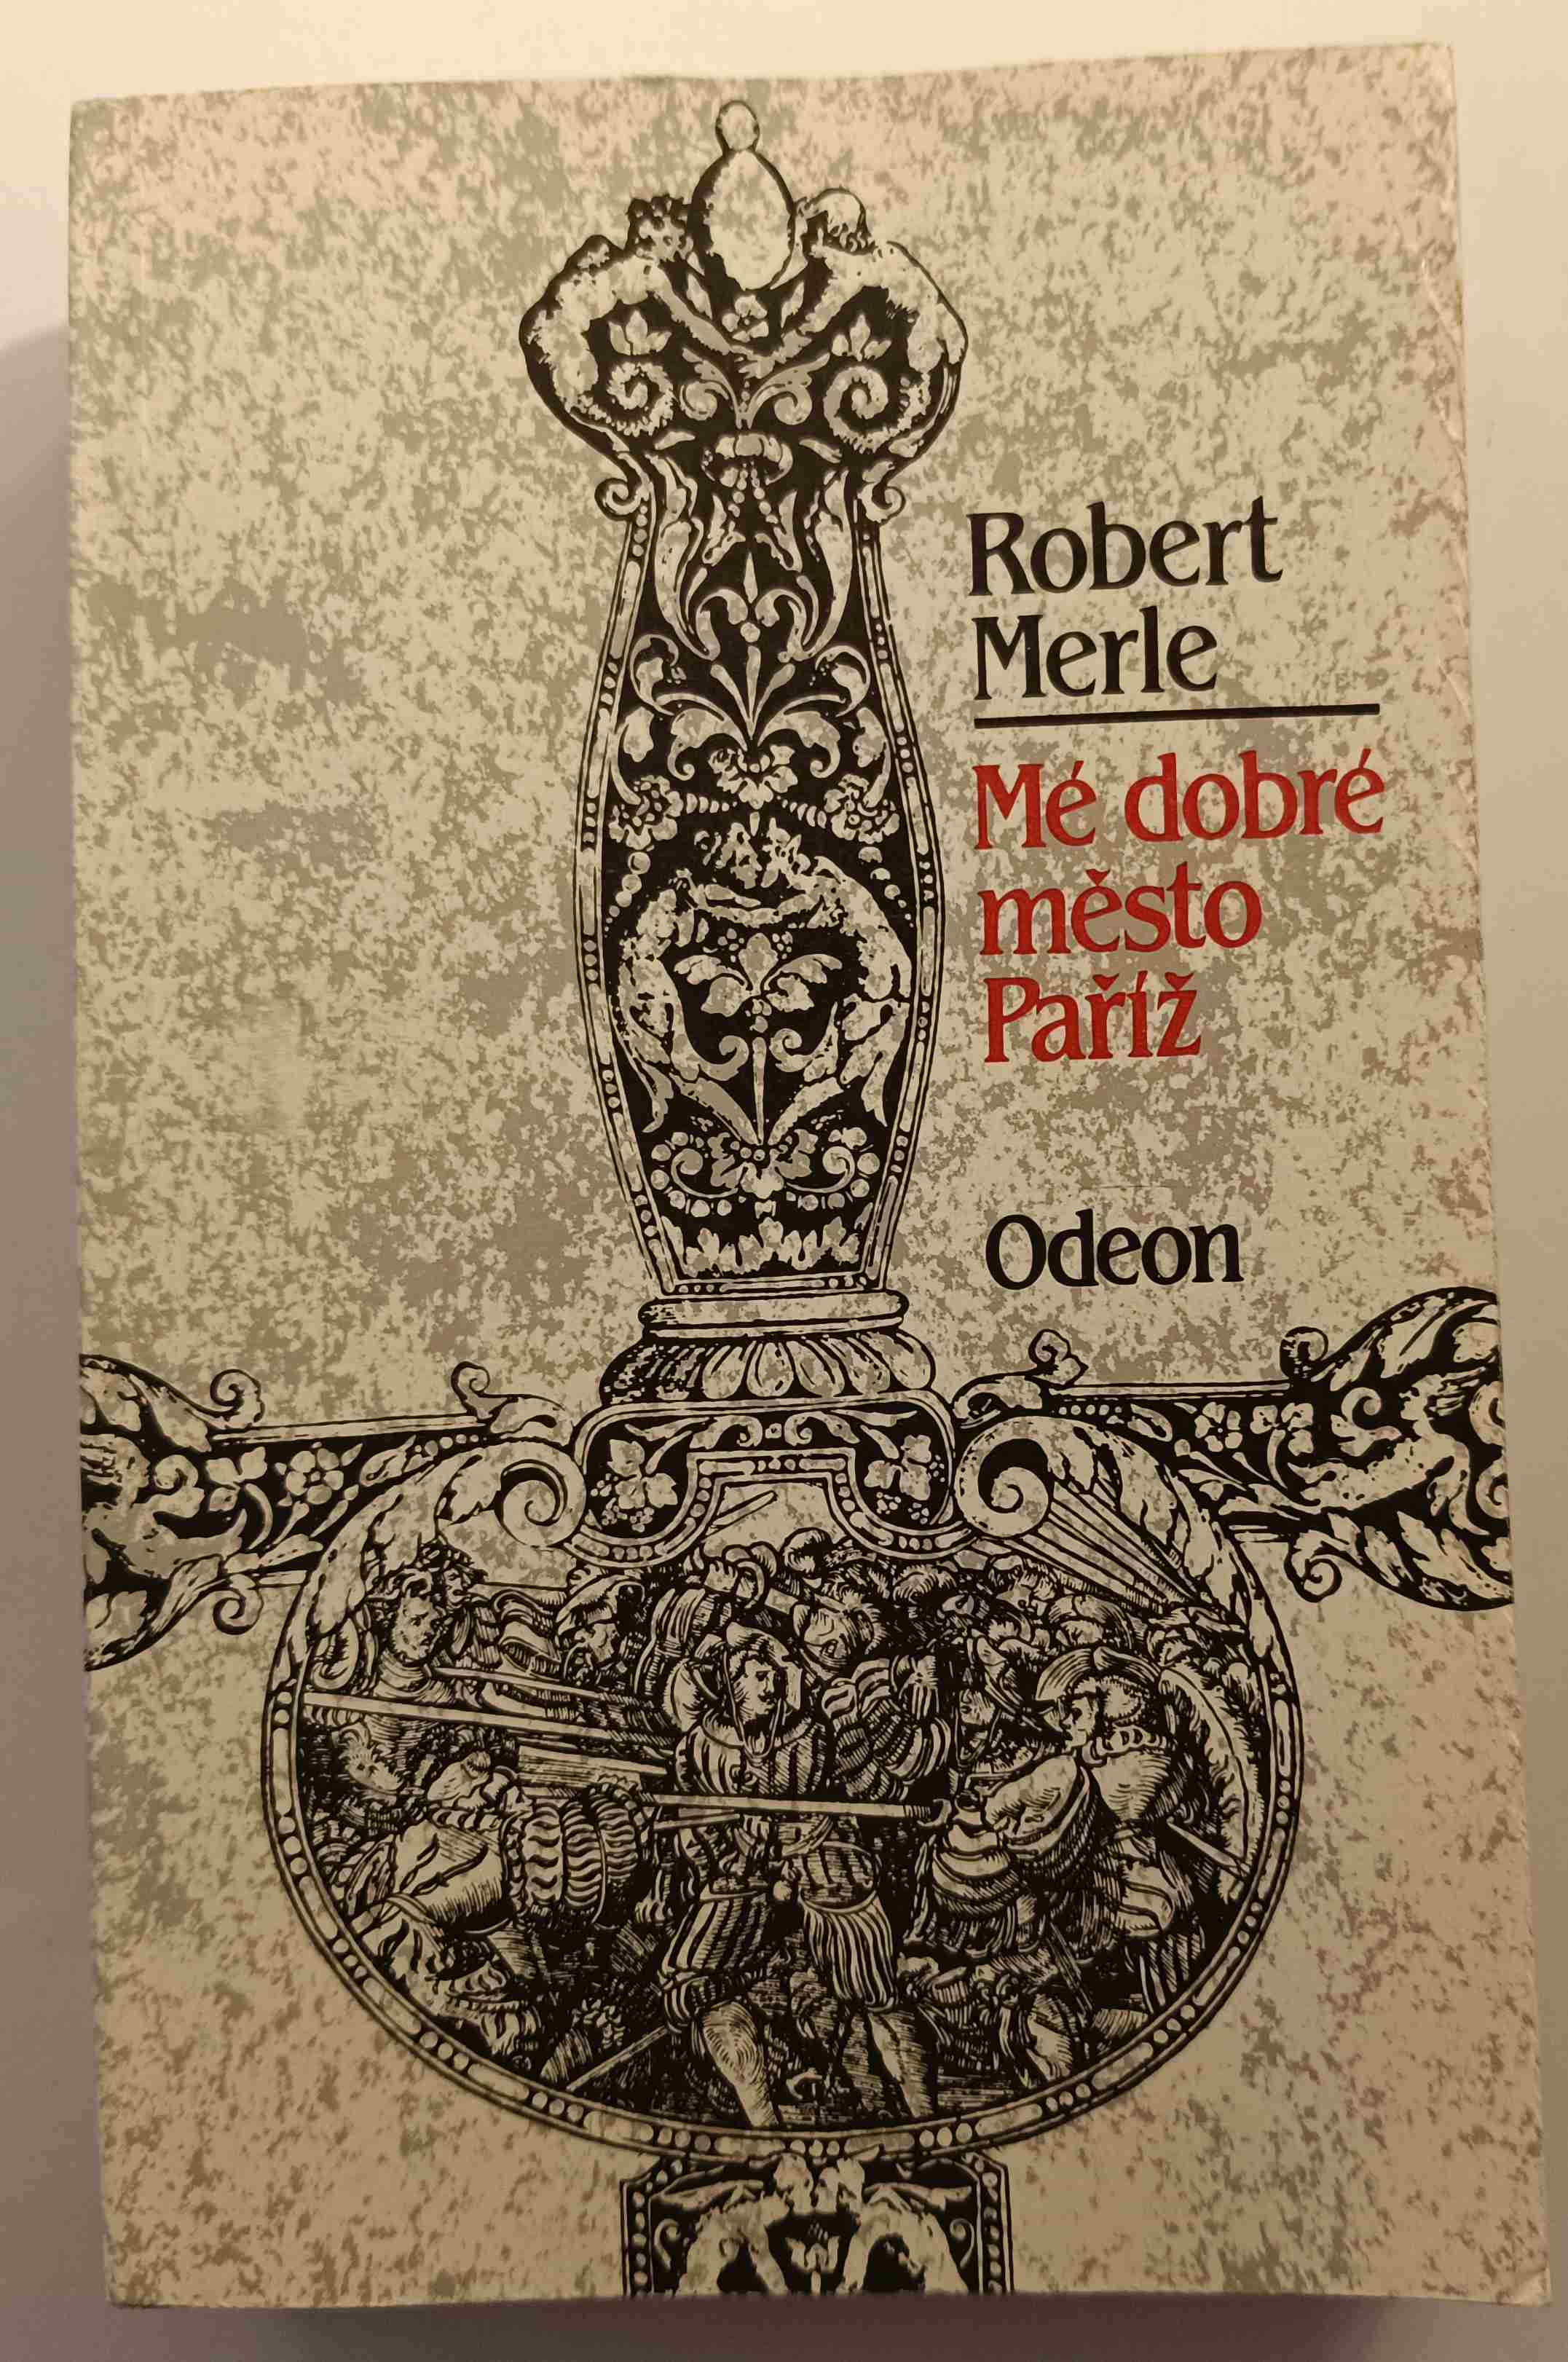 Robert
Merle
Mé dobré
město
Paříž
Odeon